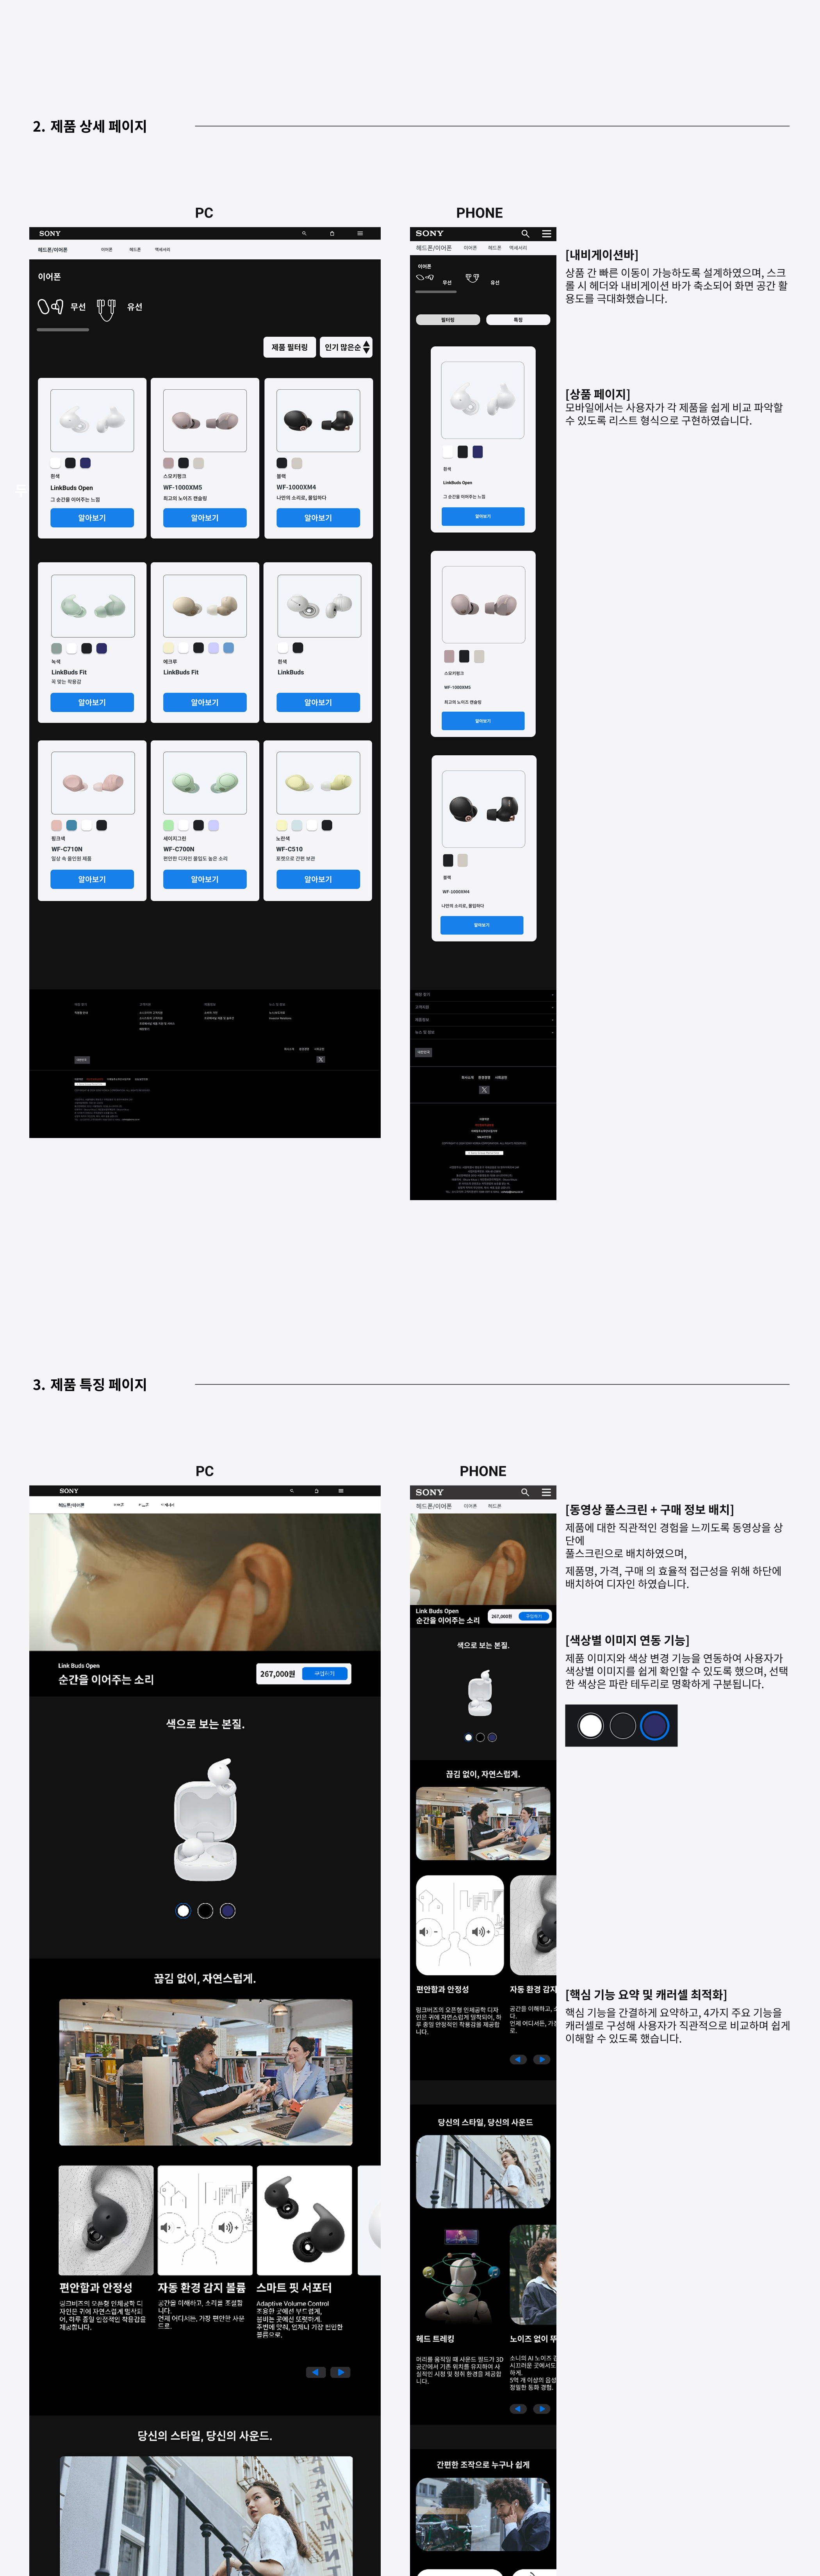 2. 제품 상세 페이지
PC
PHONE
SONY
헤드폰/이어폰
이어폰
헤드폰
액세서리
이어폰
무선
유선
제품 필터링
인기 많은순
흰색
LinkBuds Open
그 순간을 이어주는 느낌
알아보기
스모키핑크
WF-1000XM5
최고의 노이즈 캔슬링
알아보기
블랙
WF-1000XM4
나만의 소리로, 몰입하다
알아보기
녹색
LinkBuds Fit
꼭 맞는 착용감
알아보기
에크루
LinkBuds Fit
알아보기
흰색
LinkBuds
알아보기
핑크색
WF-C710N
일상 속 올인원 제품
알아보기
세이지그린
WF-C700N
편안한 디자인 몰입도 높은 소리
알아보기
노란색
WF-C510
포켓으로 간편 보관
알아보기
SONY
헤드폰/이어폰
이어폰
헤드폰
액세서리
이어폰
무선
유선
필터링
특징
흰색
LinkBuds Open
그 순간을 이어주는 느낌
알아보기
스모키핑크
WF-1000XM5
최고의 노이즈 캔슬링
알아보기
블랙
WF-1000XM4
나만의 소리로, 몰입하다
알아보기
매장 찾기
고객지원
제품정보
뉴스 및 정보
대한민국
[내비게이션바]
상품 간 빠른 이동이 가능하도록 설계하였으며, 스크
롤 시 헤더와 내비게이션 바가 축소되어 화면 공간 활
용도를 극대화했습니다.
[상품 페이지]
모바일에서는 사용자가 각 제품을 쉽게 비교 파악할
수 있도록 리스트 형식으로 구현하였습니다.
3. 제품 특징 페이지
PC
PHONE
SONY
헤드폰/이어폰
Link Buds Open
순간을 이어주는 소리
267,000원
구입하기
색으로 보는 본질.
끊김 없이, 자연스럽게.
편안함과 안정성
링크버즈의 오픈형 인체공학 디
자인은 귀에 자연스럽게 밀착되
어, 하루 종일 안정적인 착용감을
제공합니다.
자동 환경 감지 볼륨
공간을 이해하고, 소리를 조절합
니다.
언제 어디서든, 가장 편안한 사운
드로.
스마트 핏 서포터
Adaptive Volume Control
조용한 곳에선 부드럽게,
붐비는 곳에선 또렷하게.
주변에 맞춰, 언제나 가장 편안한
볼륨으로.
당신의 스타일, 당신의 사운드.
SONY
헤드폰/이어폰
이어폰
헤드폰
Link Buds Open
순간을 이어주는 소리
267,000원
구입하기
색으로 보는 본질.
끊김 없이, 자연스럽게.
편안함과 안정성
링크버즈의 오픈형 인체공학 디자
인은 귀에 자연스럽게 밀착되어, 하
루 종일 안정적인 착용감을 제공합
니다.
자동 환경 감지
공간을 이해하고, 소
다.
언제 어디서든, 가장
로.
당신의 스타일, 당신의 사운드
헤드 트레킹
머리를 움직일 때 사운드 필드가 3D
공간에서 기존 위치를 유지하여 사
실적인 시청 및 청취 환경을 제공합
니다.
노이즈 없이 뚜
소니의 AI 노이즈 감
시끄러운 곳에서도
하게.
5억 개 이상의 음성
정밀한 통화 경험.
간편한 조작으로 누구나 쉽게
[동영상 풀스크린 + 구매 정보 배치]
제품에 대한 직관적인 경험을 느끼도록 동영상을 상
단에
풀스크린으로 배치하였으며,
제품명, 가격, 구매 의 효율적 접근성을 위해 하단에
배치하여 디자인 하였습니다.
[색상별 이미지 연동 기능]
제품 이미지와 색상 변경 기능을 연동하여 사용자가
색상별 이미지를 쉽게 확인할 수 있도록 했으며, 선택
한 색상은 파란 테두리로 명확하게 구분됩니다.
[핵심 기능 요약 및 캐러셀 최적화]
핵심 기능을 간결하게 요약하고, 4가지 주요 기능을
캐러셀로 구성해 사용자가 직관적으로 비교하며 쉽게
이해할 수 있도록 했습니다.